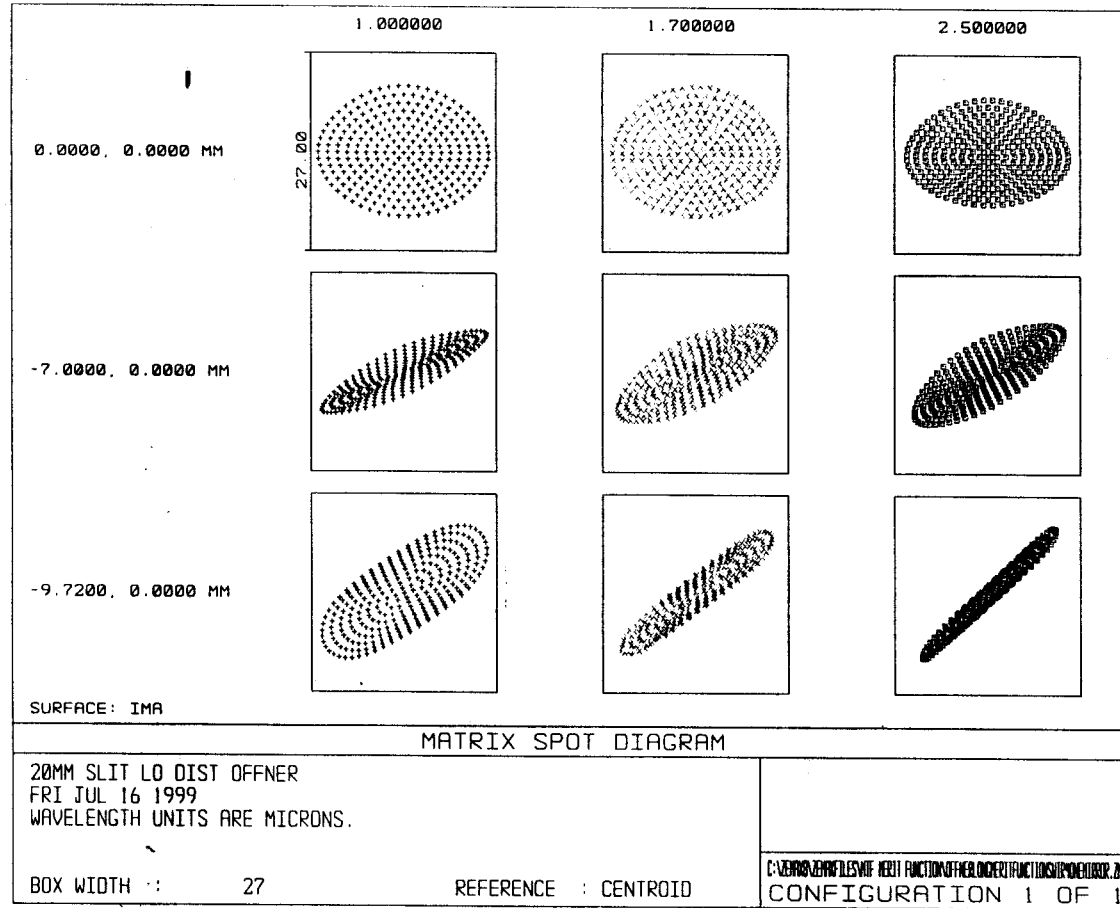 1.000000 1.700000 2.500000
0.0000, 0.0000 MM
27.00
-7.0000, 0.0000 MM
-9.7200, 0.0000 MM
SURFACE: IMA
MATRIX SPOT DIAGRAM
20MM SLIT LO DIST OFFNER
FRI JUL 16 1999
WAVELENGTH UNITS ARE MICRONS.
BOX WIDTH : 27 REFERENCE : CENTROID
CONFIGURATION 1 OF 1